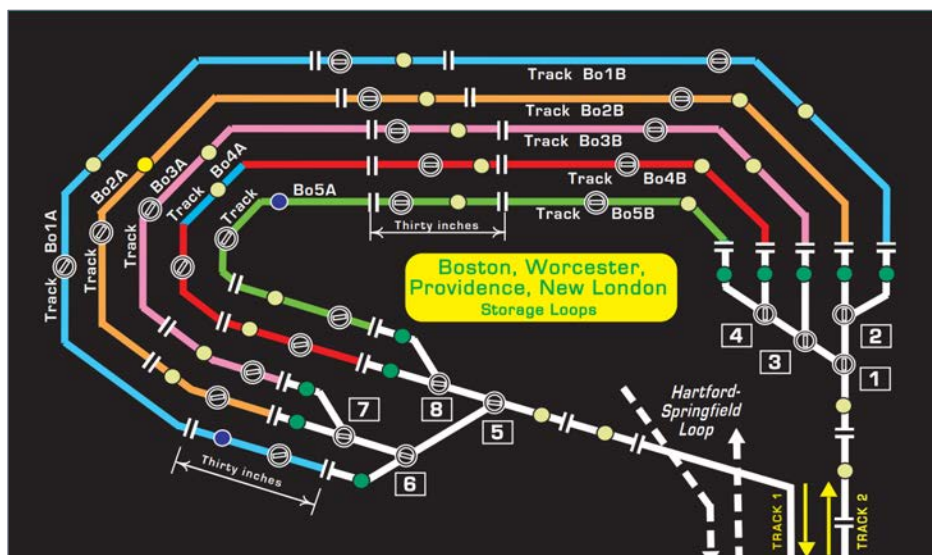 Track Bo1B
Track Bo2B
Track Bo3B
Track Bo4B
Track Bo5B
Track Bo1A
Track Bo2A
Track Bo3A
Track Bo4A
Track Bo5A
Thirty inches
Boston, Worcester,
Providence, New London
Storage Loops
4
3
2
1
Hartford-
Springfield
Loop
7
8
5
6
Thirty inches
TRACK 1
TRACK 2